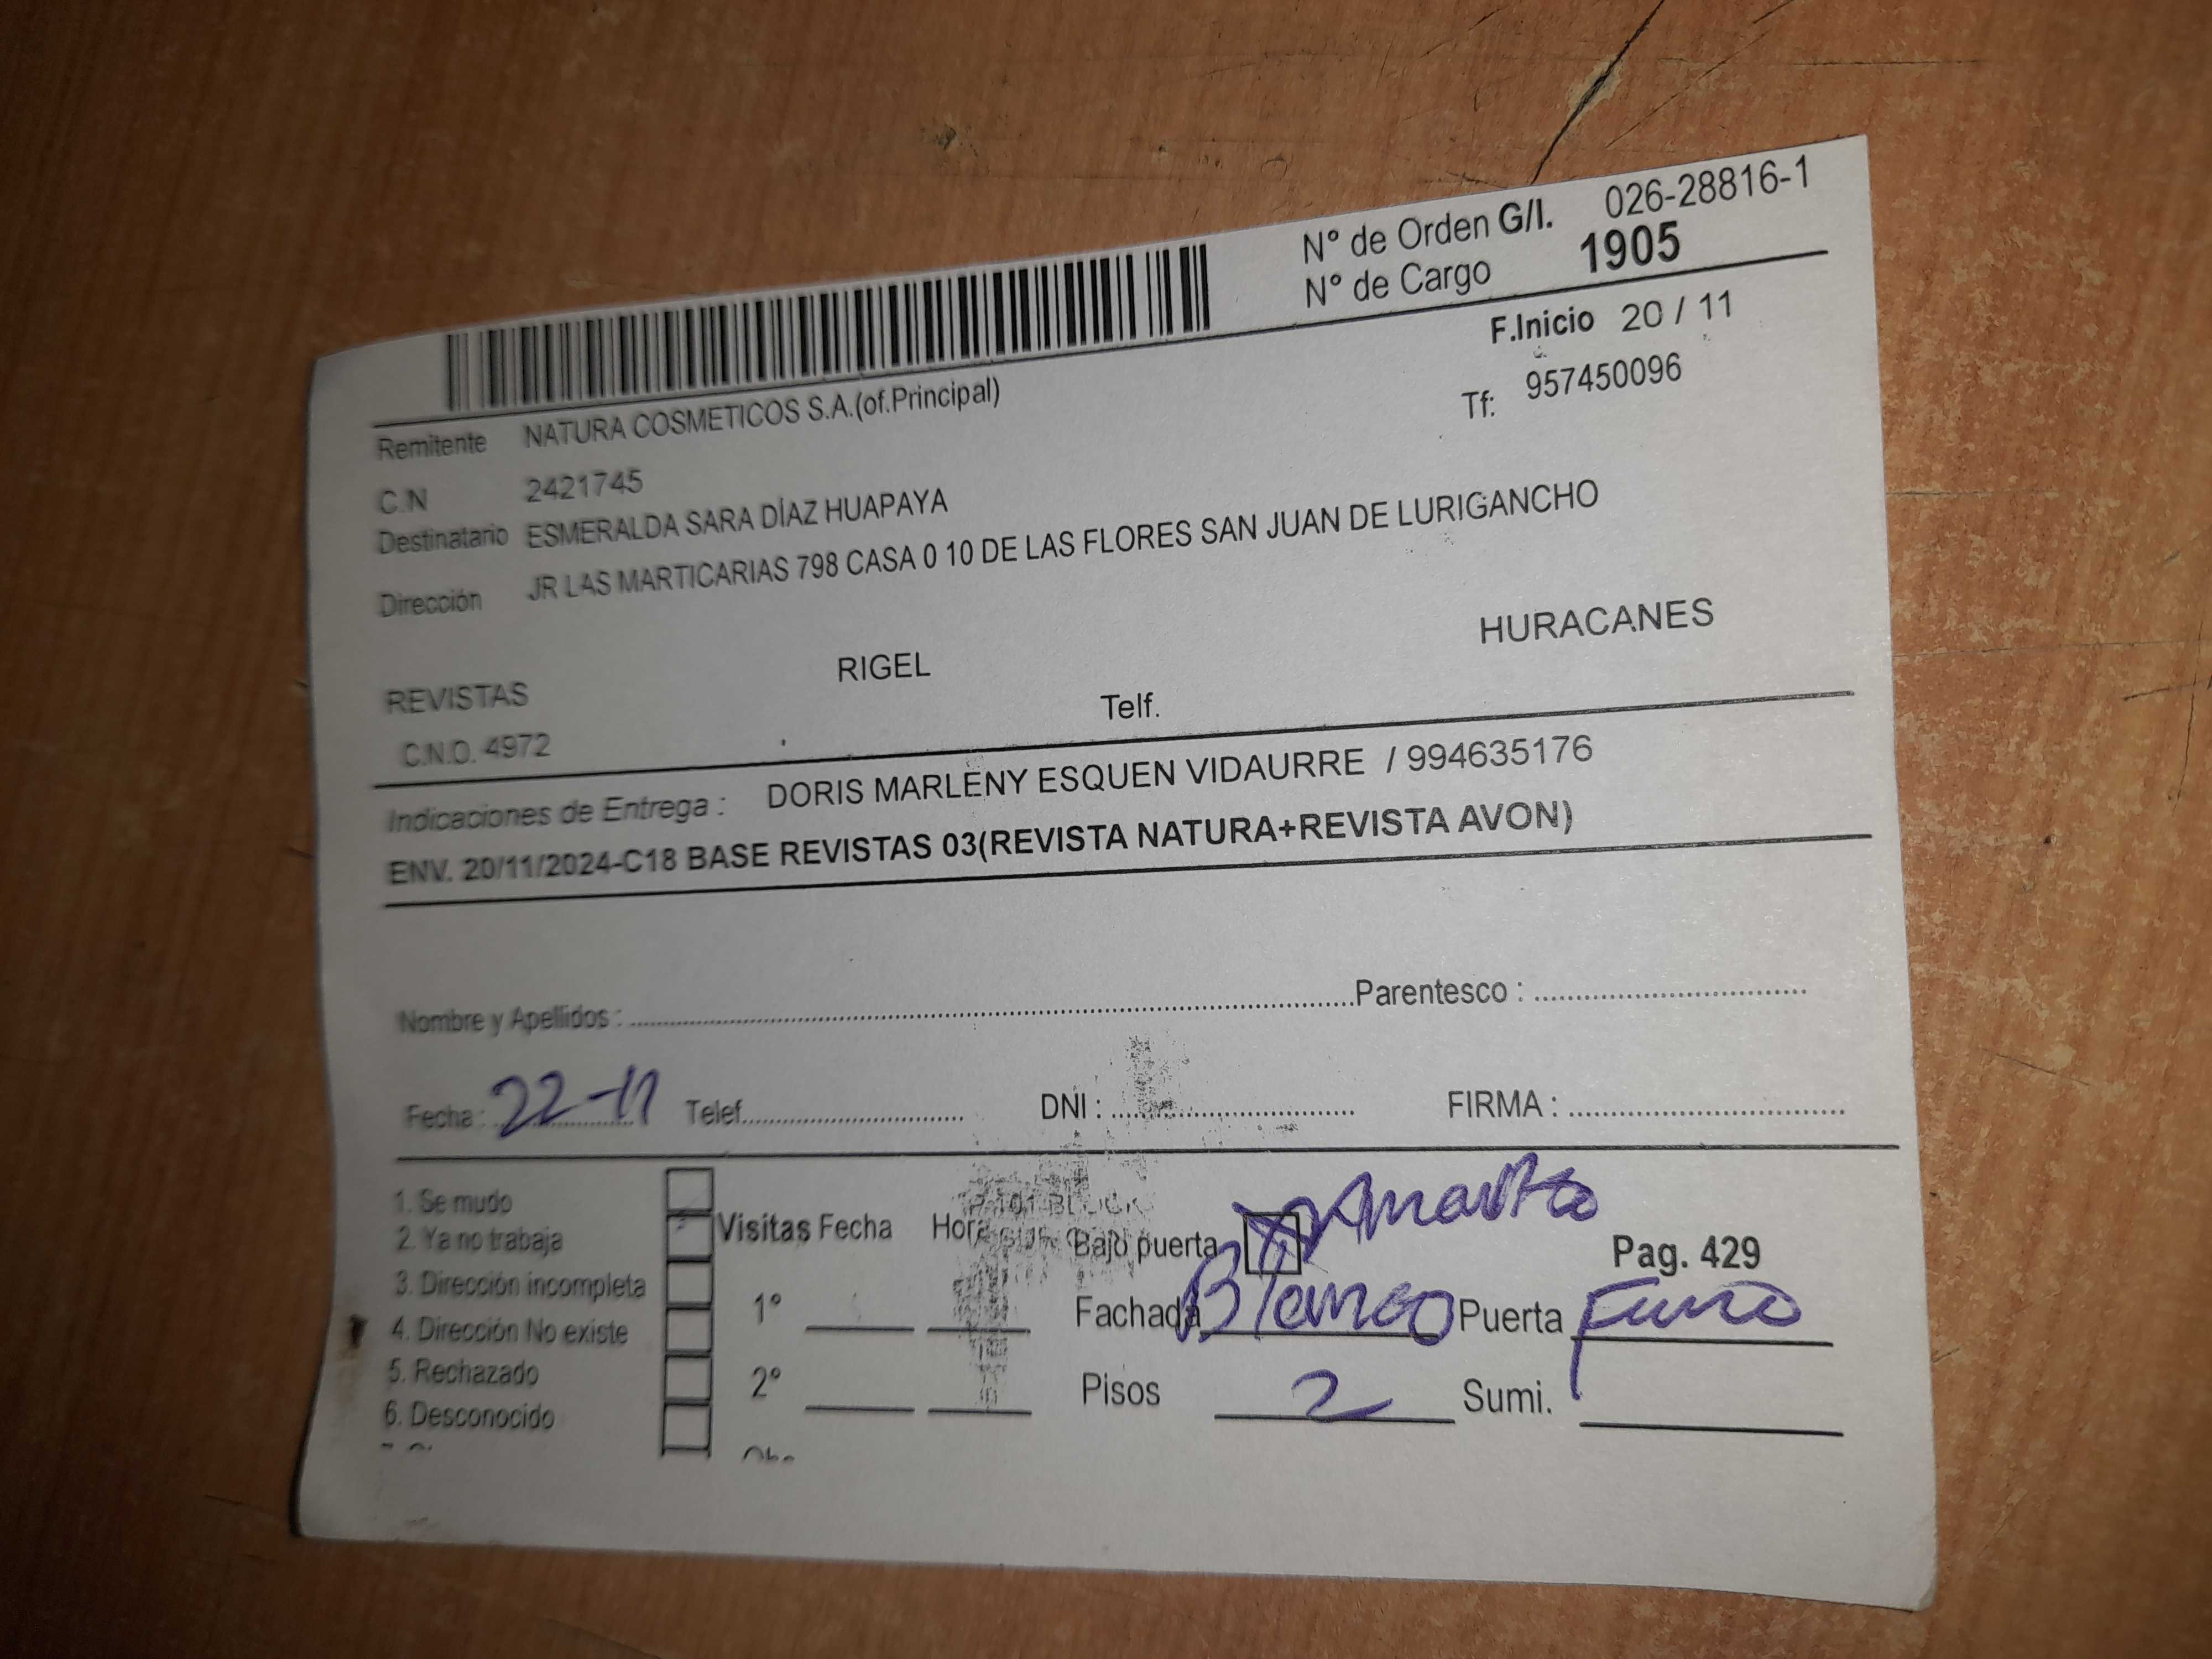 N° de Orden G/I. 026-28816-1
N° de Cargo 1905
F.Inicio 20 / 11
Tf: 957450096
Remitente NATURA COSMETICOS S.A.(of.Principal)
C.N 2421745
Destinatario ESMERALDA SARA DÍAZ HUAPAYA
Dirección JR LAS MARTICARIAS 798 CASA 0 10 DE LAS FLORES SAN JUAN DE LURIGANCHO
REVISTAS RIGEL HURACANES
C.N.O. 4972 Telf.
Indicaciones de Entrega : DORIS MARLENY ESQUEN VIDAURRE / 994635176
ENV. 20/11/2024-C18 BASE REVISTAS 03(REVISTA NATURA+REVISTA AVON)
Nombre y Apellidos : Parentesco :
Fecha : 22-11 Telef. DNI : FIRMA :
1. Se mudo
2. Ya no trabaja
3. Dirección incompleta
4. Dirección No existe
5. Rechazado
6. Desconocido
Visitas Fecha Hora
1°
2°
Bajo puerta
Pag. 429
Fachada Blanco Puerta
Pisos 2 Sumi.